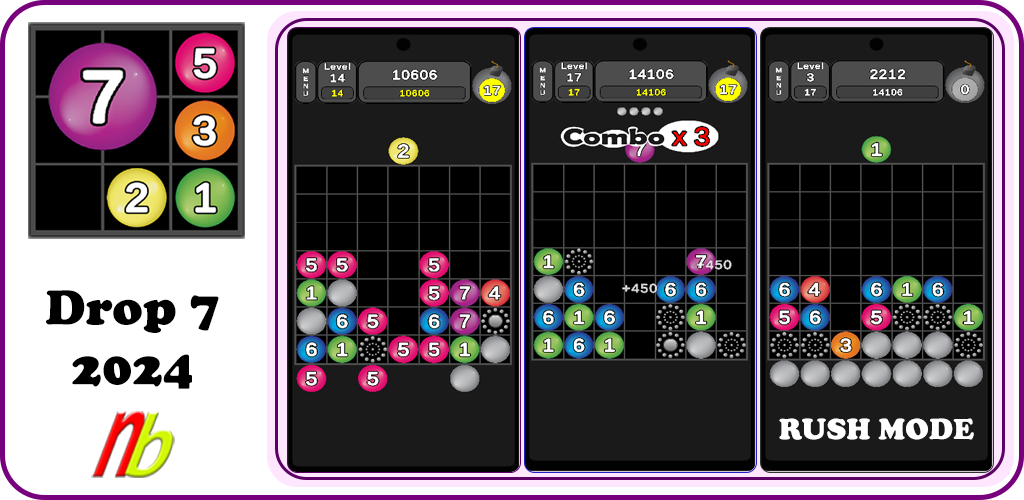 7 5
3
2 1
Drop 7
2024
nb
MENU
Level
14
14
10606
10606
17
2
5 5 5
1 5 7 4
6 5 6 7
6 1 5 5 1
5 5
MENU
Level
17
17
14106
14106
17
Combo x 3
7
1 7 +450
6 +450 6 6
6 1 6 1
1 6 1
MENU
Level
3
17
2212
14106
0
1
6 4 6 1 6
5 6 5 1
3
RUSH MODE